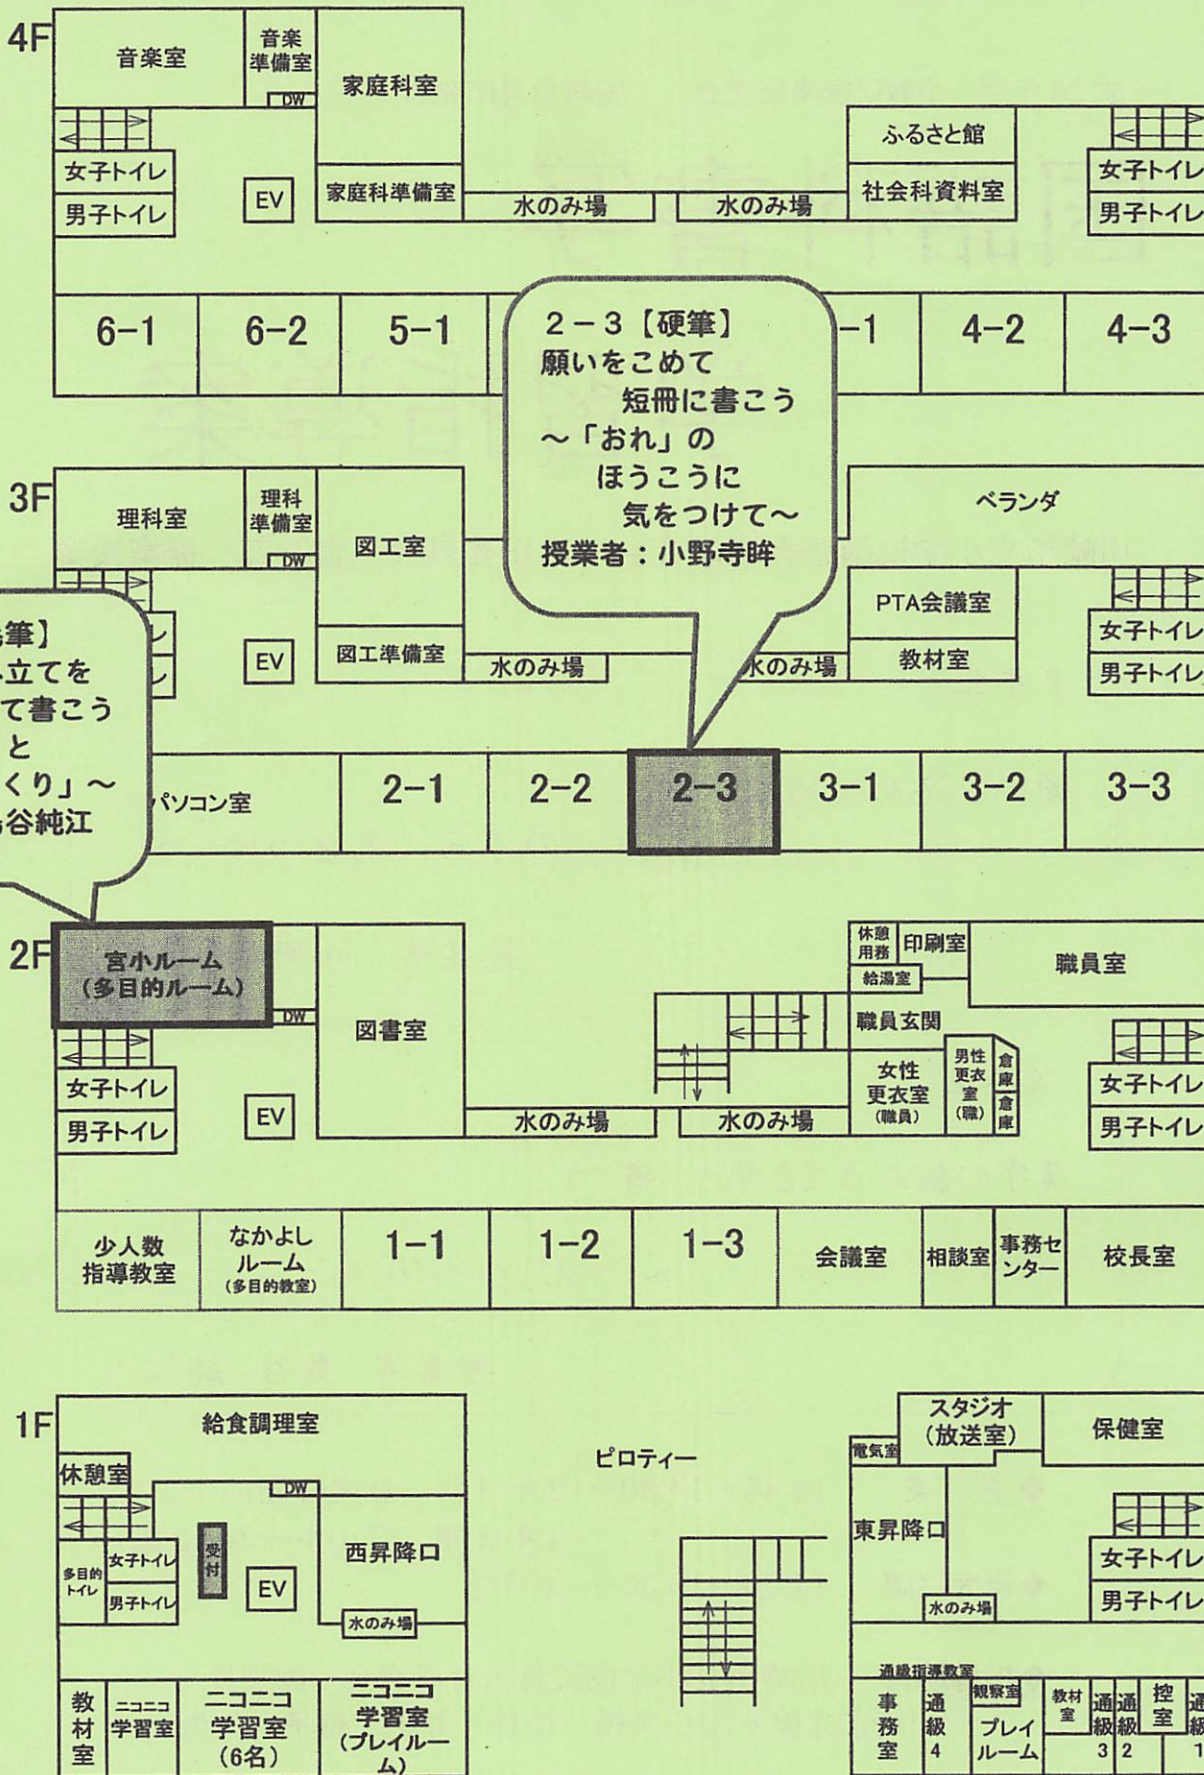 4F
音楽室
音楽
準備室
DW
家庭科室
家庭科準備室
女子トイレ
男子トイレ
EV
水のみ場
水のみ場
ふるさと館
社会科資料室
女子トイレ
男子トイレ
6-1
6-2
5-1
-1
4-2
4-3
2-3【硬筆】
願いをこめて
短冊に書こう
~「おれ」の
ほうこうに
気をつけて~
授業者:小野寺眸
3F
理科室
理科
準備室
DW
図工室
図工準備室
EV
水のみ場
水のみ場
ベランダ
PTA会議室
教材室
女子トイレ
男子トイレ
筆】
立てを
て書こう
と
くり」~
谷純江
パソコン室
2-1
2-2
2-3
3-1
3-2
3-3
2F
宮小ルーム
(多目的ルーム)
DW
図書室
女子トイレ
男子トイレ
EV
水のみ場
水のみ場
休憩
用務
印刷室
給湯室
職員室
職員玄関
女性
更衣室
(職員)
男性
更衣
室
(職)
倉庫
倉庫
女子トイレ
男子トイレ
少人数
指導教室
なかよし
ルーム
(多目的教室)
1-1
1-2
1-3
会議室
相談室
事務セ
ンター
校長室
1F
給食調理室
休憩室
DW
受付
EV
多目的
トイレ
女子トイレ
男子トイレ
西昇降口
水のみ場
ピロティー
電気室
スタジオ
(放送室)
保健室
東昇降口
水のみ場
女子トイレ
男子トイレ
教材室
ニコニコ
学習室
ニコニコ
学習室
(6名)
ニコニコ
学習室
(プレイルー
ム)
通級指導教室
事務室
通級4
観察室
プレイ
ルーム
教材
室
通級3
通級2
控室
通級1